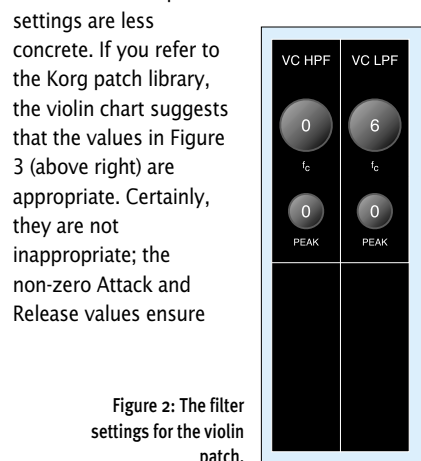 settings are less
concrete. If you refer to
the Korg patch library,
the violin chart suggests
that the values in Figure
3 (above right) are
appropriate. Certainly,
they are not
inappropriate; the
non-zero Attack and
Release values ensure
Figure 2: The filter
settings for the violin
patch.
VC HPF VC LPF
0 6
fc fc
0 0
PEAK PEAK